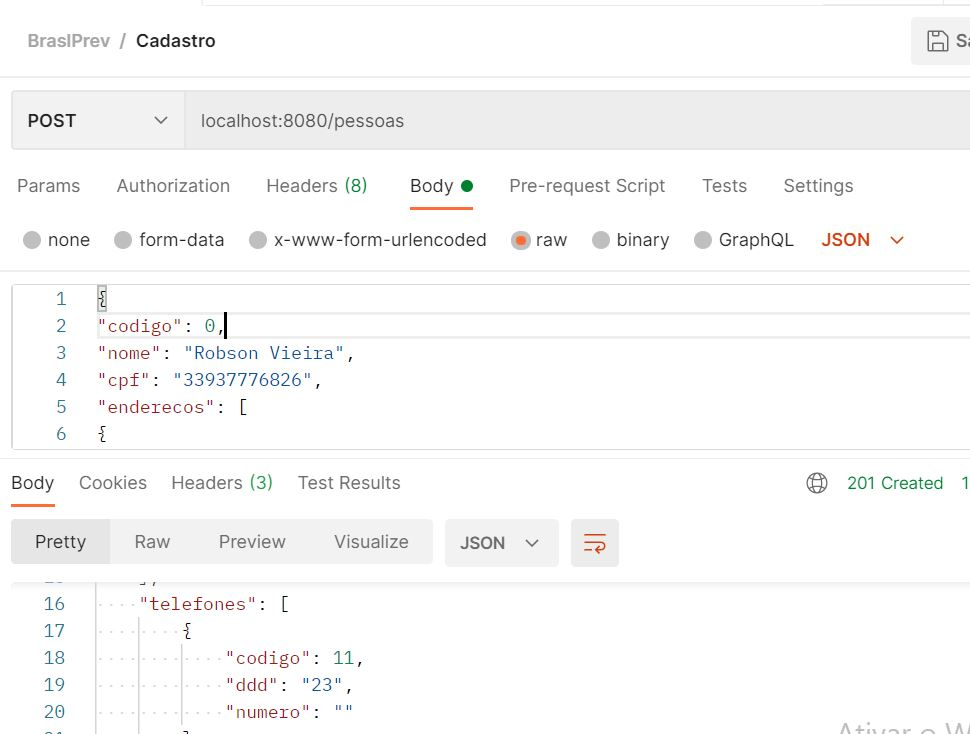 BraslPrev / Cadastro
POST localhost:8080/pessoas
Params Authorization Headers (8) Body Pre-request Script Tests Settings
none form-data x-www-form-urlencoded raw binary GraphQL JSON
1 {
2 "codigo": 0,
3 "nome": "Robson Vieira",
4 "cpf": "33937776826",
5 "enderecos": [
6 {
Body Cookies Headers (3) Test Results 201 Created
Pretty Raw Preview Visualize JSON
16 "telefones": [
17 {
18 "codigo": 11,
19 "ddd": "23",
20 "numero": ""